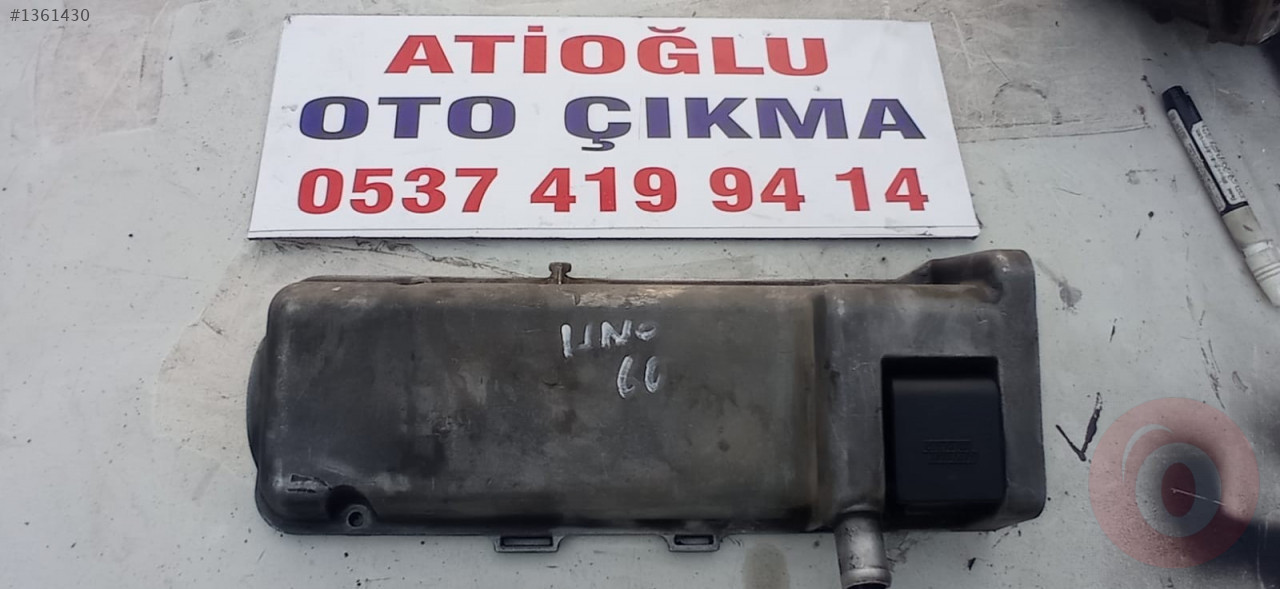 #1361430
ATİOĞLU
OTO ÇIKMA
0537 419 94 14
UNO
60